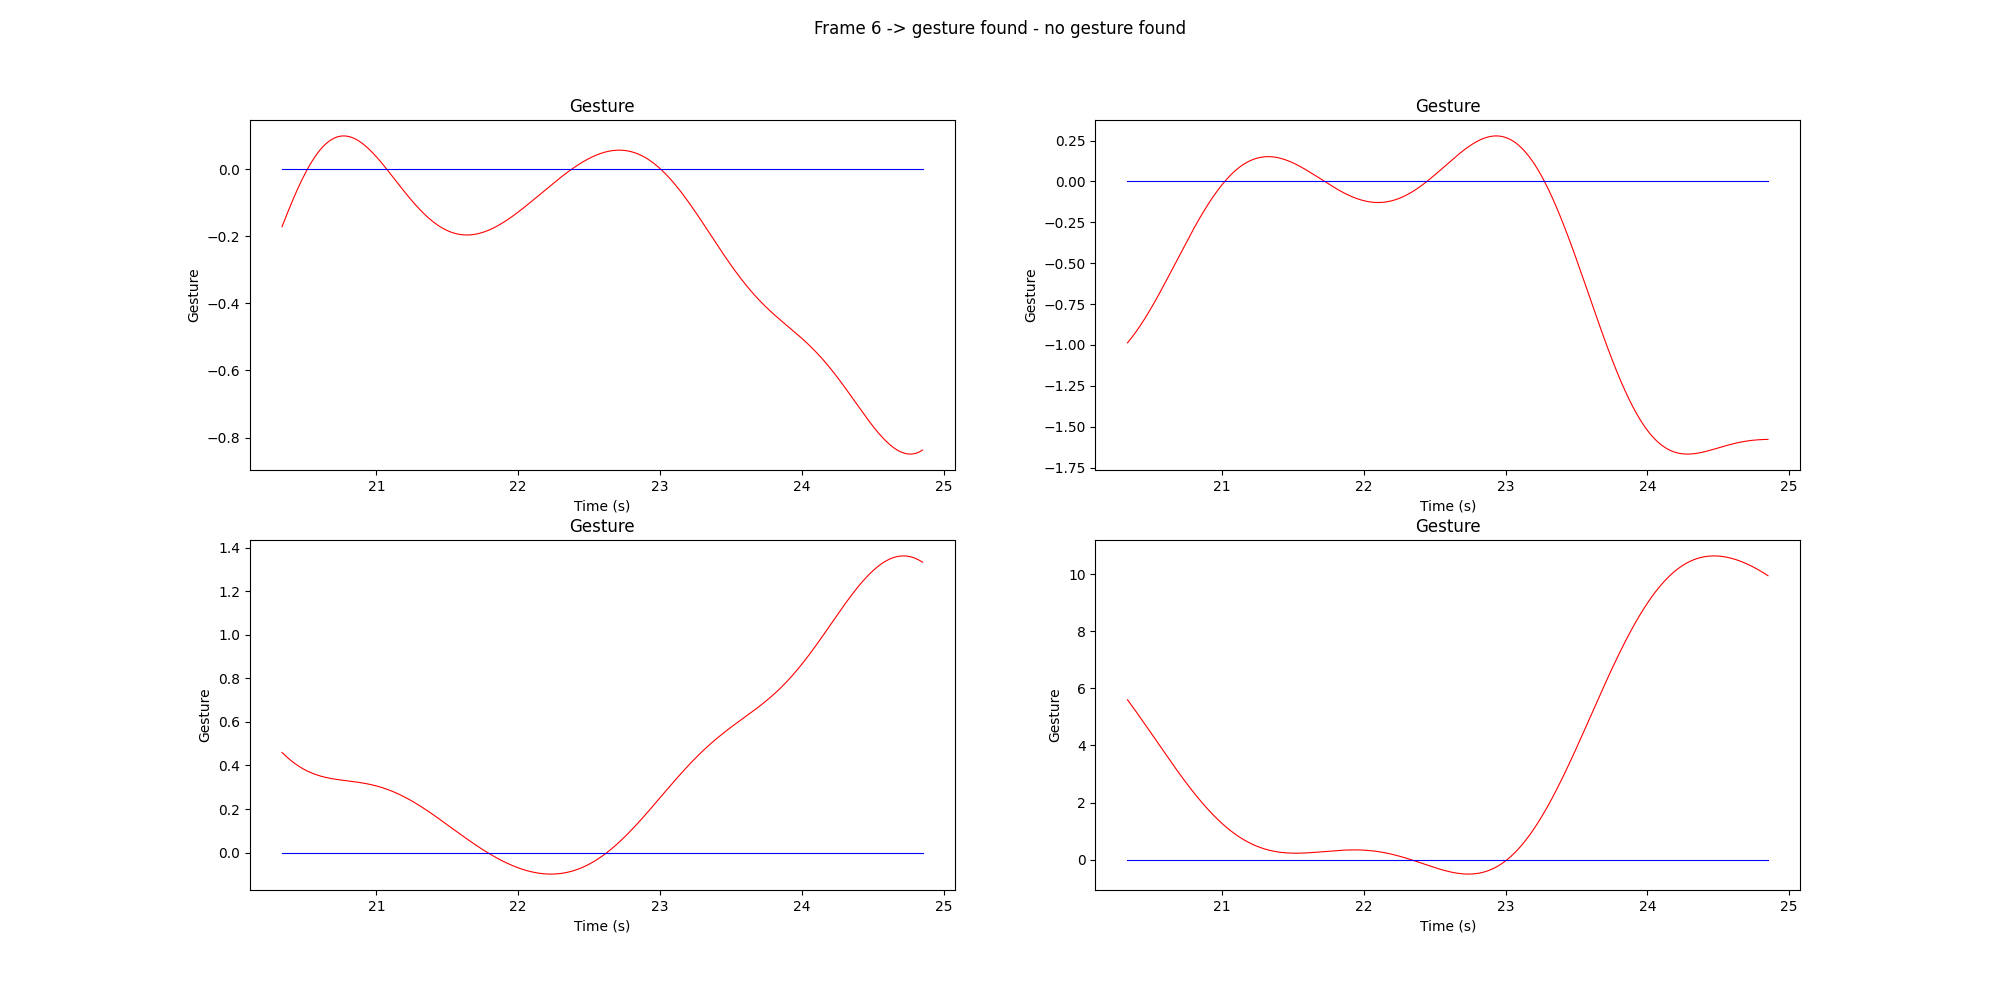 Frame 6 -> gesture found - no gesture found
Gesture
0.0
−0.2
−0.4
−0.6
−0.8
Gesture
21 22 23 24 25
Time (s)
Gesture
0.25
0.00
−0.25
−0.50
−0.75
−1.00
−1.25
−1.50
−1.75
Gesture
21 22 23 24 25
Time (s)
Gesture
1.4
1.2
1.0
0.8
0.6
0.4
0.2
0.0
Gesture
21 22 23 24 25
Time (s)
Gesture
10
8
6
4
2
0
Gesture
21 22 23 24 25
Time (s)